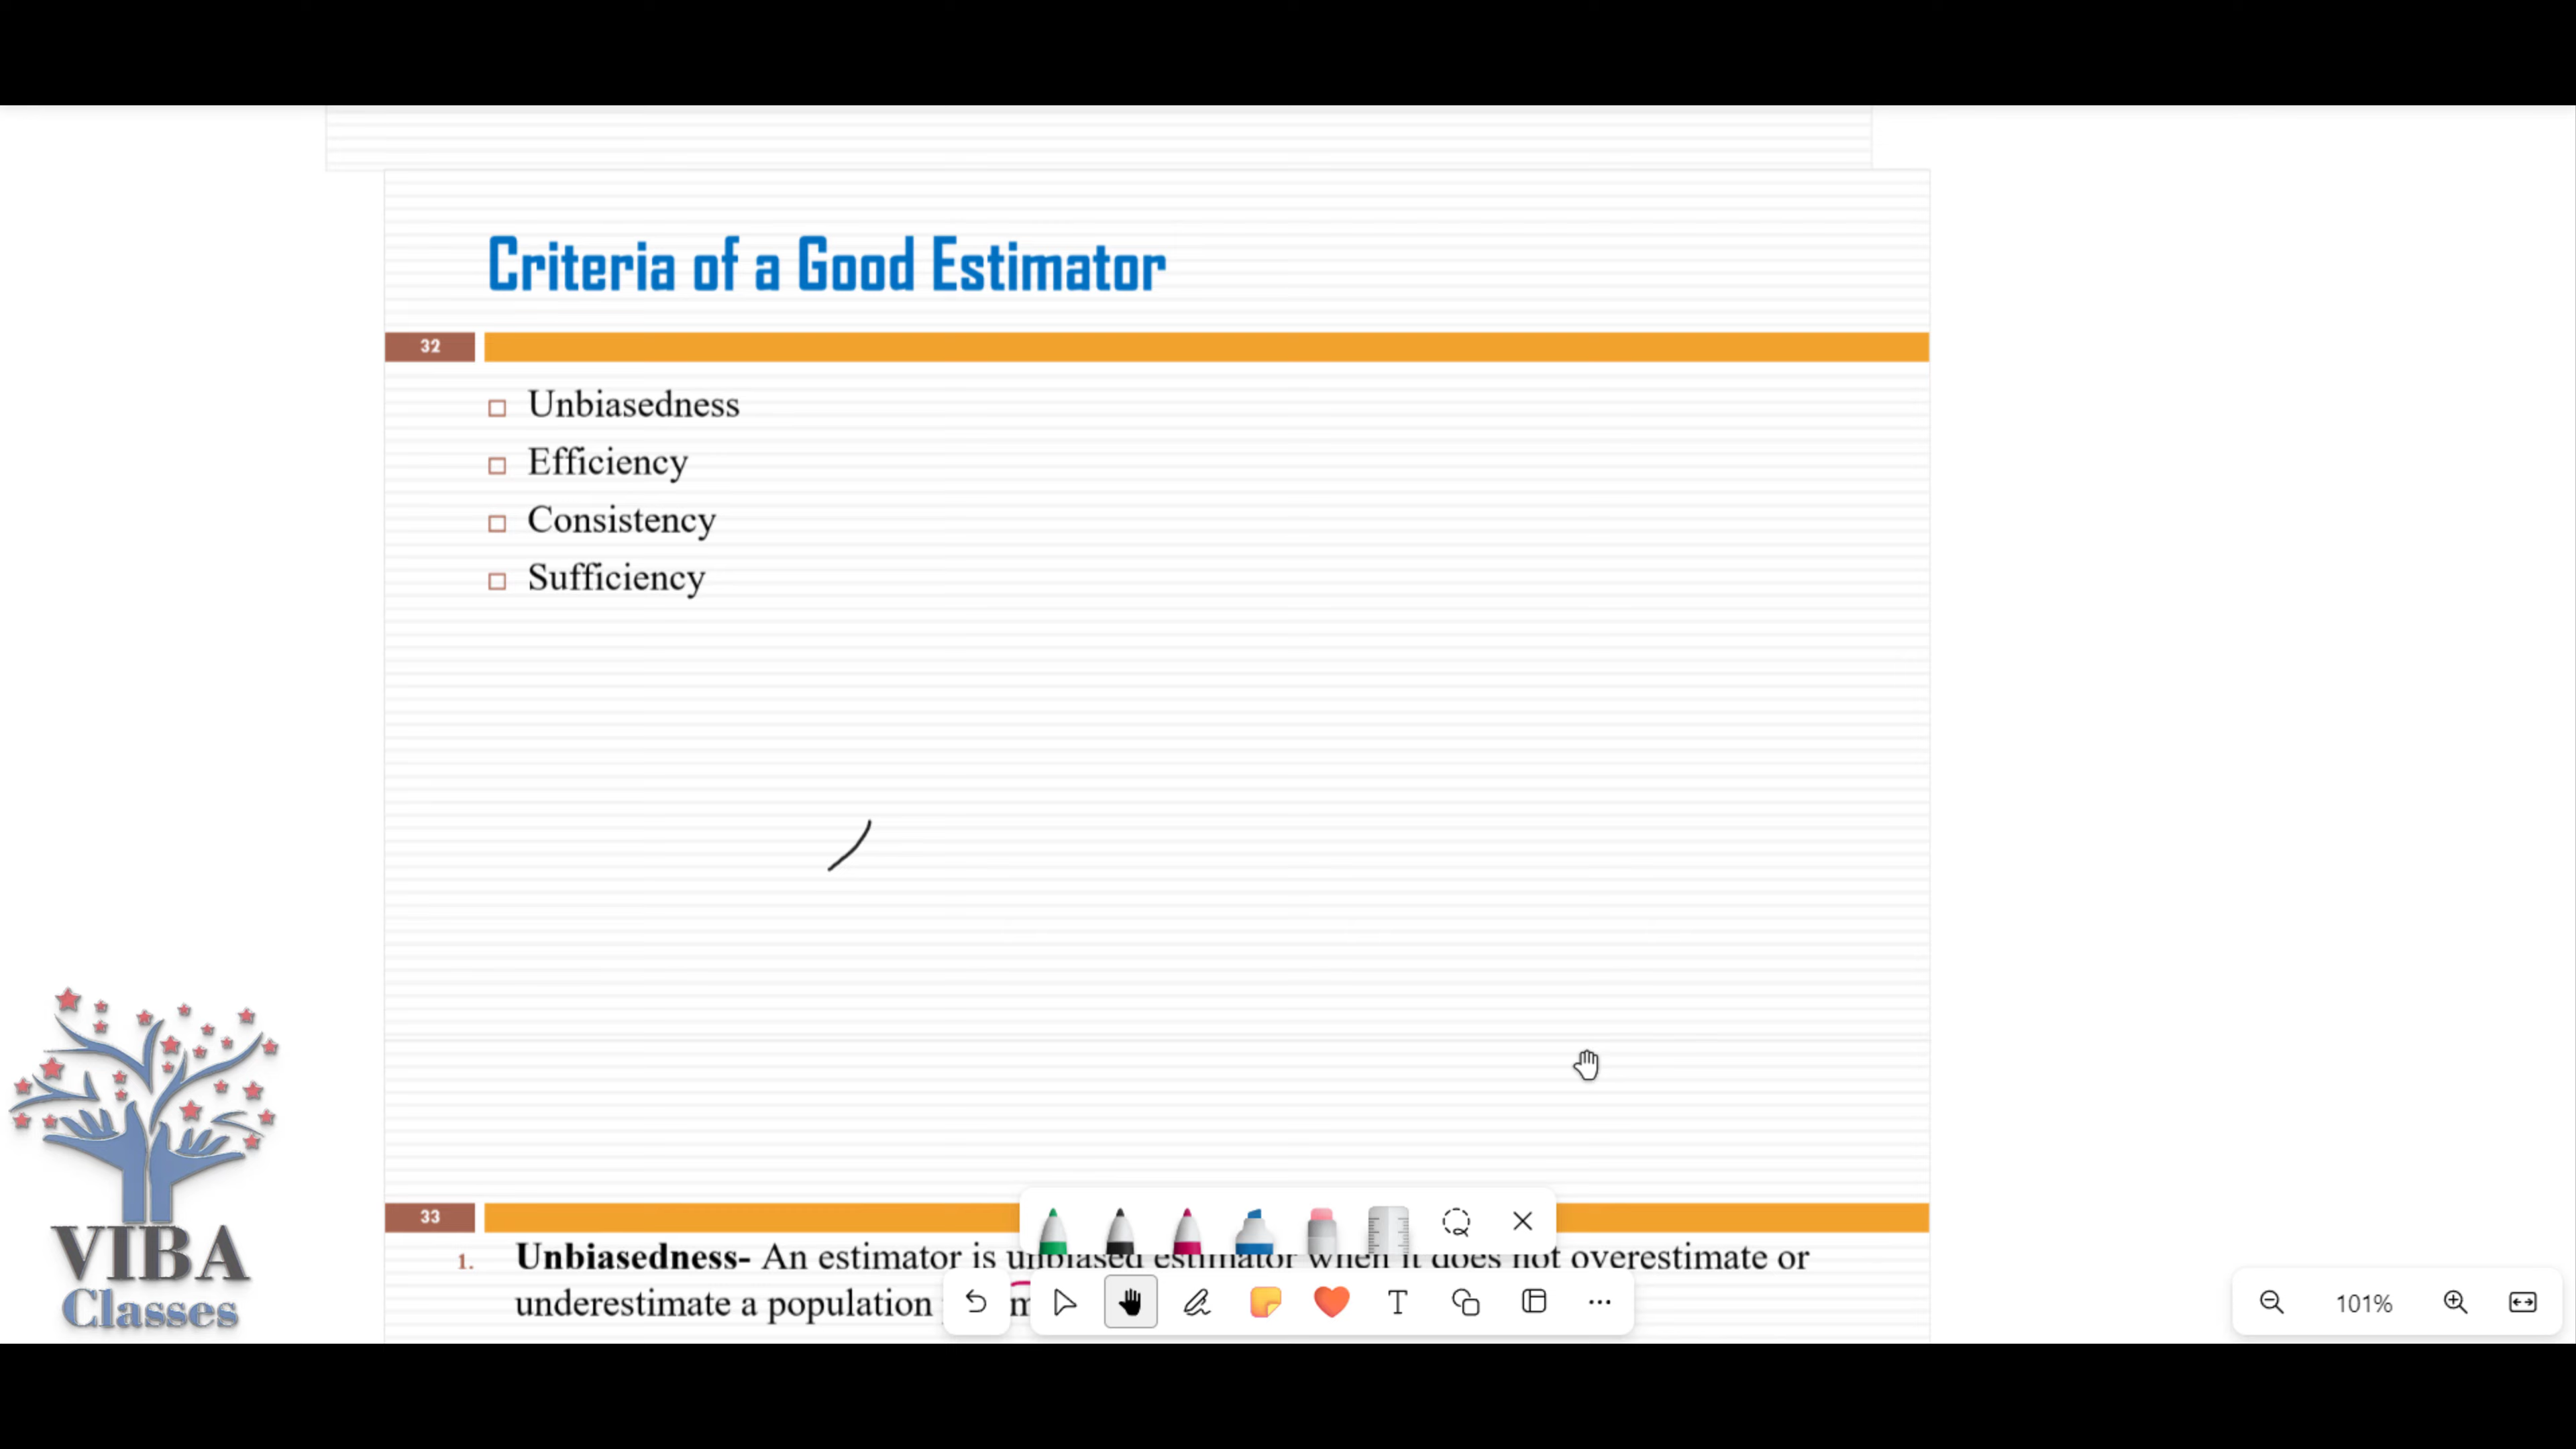 Criteria of a Good Estimator
32
Unbiasedness
Efficiency
Consistency
Sufficiency
33
1. Unbiasedness- An estimator is unbiased estimator when it does not overestimate or
underestimate a population
VIBA
Classes
T
101%